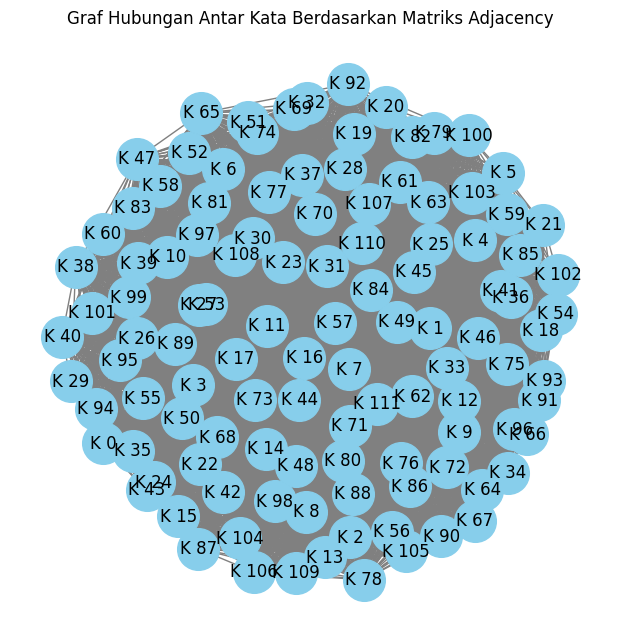 Graf Hubungan Antar Kata Berdasarkan Matriks Adjacency
K 92
K 32
K 69
K 65
K 51
K 74
K 20
K 19
K 82
K 79
K 100
K 47
K 52
K 6
K 37
K 28
K 61
K 5
K 58
K 77
K 103
K 83
K 81
K 70
K 107
K 63
K 59
K 21
K 60
K 97
K 30
K 110
K 25
K 4
K 38
K 39
K 10
K 108
K 23
K 31
K 45
K 85
K 102
K 99
K 84
K 41
K 36
K 101
K 53
K 11
K 57
K 49
K 1
K 54
K 18
K 40
K 26
K 89
K 46
K 95
K 17
K 16
K 7
K 33
K 75
K 29
K 3
K 93
K 55
K 73
K 44
K 111
K 62
K 12
K 91
K 94
K 50
K 71
K 9
K 96
K 66
K 0
K 35
K 68
K 14
K 48
K 80
K 76
K 72
K 34
K 22
K 24
K 43
K 42
K 98
K 8
K 88
K 86
K 64
K 15
K 67
K 87
K 104
K 2
K 56
K 90
K 13
K 105
K 106
K 109
K 78